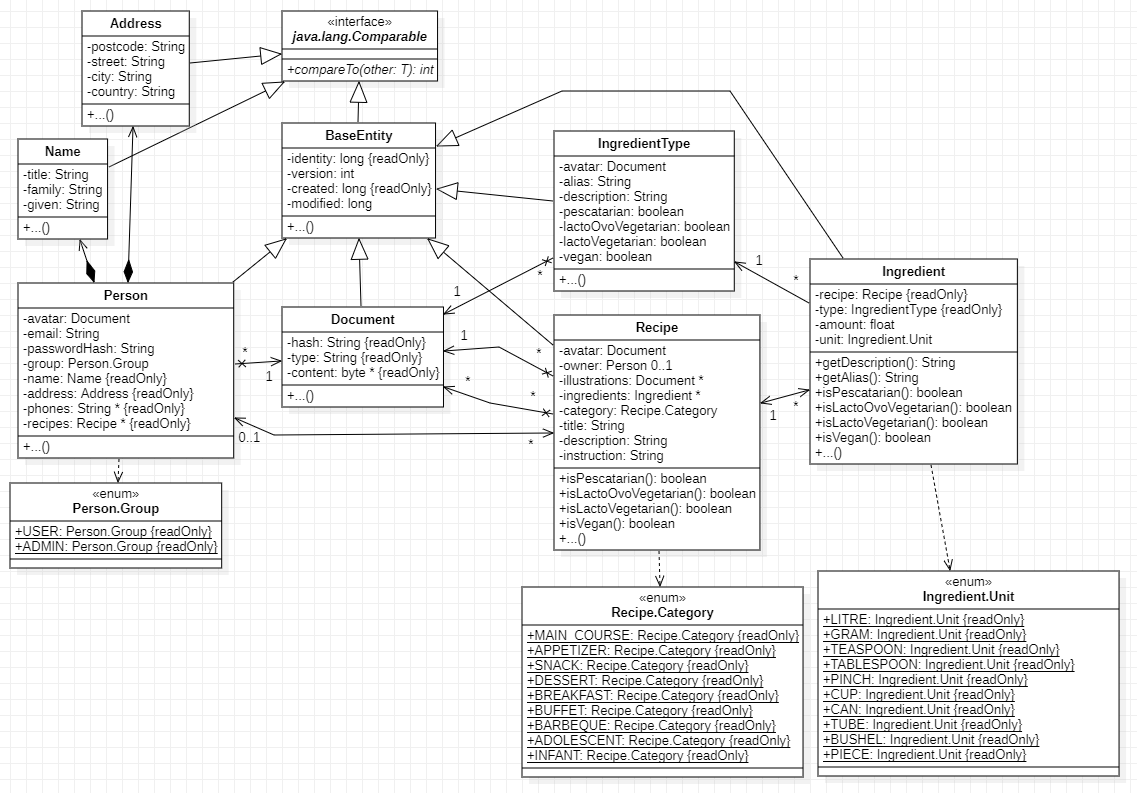 Address
-postcode: String
-street: String
-city: String
-country: String
+...()
«interface»
java.lang.Comparable
+compareTo(other: T): int
Name
-title: String
-family: String
-given: String
+...()
BaseEntity
-identity: long {readOnly}
-version: int
-created: long {readOnly}
-modified: long
+...()
IngredientType
-avatar: Document
-alias: String
-description: String
-pescatarian: boolean
-lactoOvoVegetarian: boolean
-lactoVegetarian: boolean
-vegan: boolean
+...()
Ingredient
-recipe: Recipe {readOnly}
-type: IngredientType {readOnly}
-amount: float
-unit: Ingredient.Unit
+getDescription(): String
+getAlias(): String
+isPescatarian(): boolean
+isLactoOvoVegetarian(): boolean
+isLactoVegetarian(): boolean
+isVegan(): boolean
+...()
Person
-avatar: Document
-email: String
-passwordHash: String
-group: Person.Group
-name: Name {readOnly}
-address: Address {readOnly}
-phones: String * {readOnly}
-recipes: Recipe * {readOnly}
+...()
Document
-hash: String {readOnly}
-type: String {readOnly}
-content: byte * {readOnly}
+...()
Recipe
-avatar: Document
-owner: Person 0..1
-illustrations: Document *
-ingredients: Ingredient *
-category: Recipe.Category
-title: String
-description: String
-instruction: String
+isPescatarian(): boolean
+isLactoOvoVegetarian(): boolean
+isLactoVegetarian(): boolean
+isVegan(): boolean
+...()
1
*
1
*
*
1
1
*
*
*
0..1
*
1
*
«enum»
Person.Group
+USER: Person.Group {readOnly}
+ADMIN: Person.Group {readOnly}
«enum»
Recipe.Category
+MAIN_COURSE: Recipe.Category {readOnly}
+APPETIZER: Recipe.Category {readOnly}
+SNACK: Recipe.Category {readOnly}
+DESSERT: Recipe.Category {readOnly}
+BREAKFAST: Recipe.Category {readOnly}
+BUFFET: Recipe.Category {readOnly}
+BARBEQUE: Recipe.Category {readOnly}
+ADOLESCENT: Recipe.Category {readOnly}
+INFANT: Recipe.Category {readOnly}
«enum»
Ingredient.Unit
+LITRE: Ingredient.Unit {readOnly}
+GRAM: Ingredient.Unit {readOnly}
+TEASPOON: Ingredient.Unit {readOnly}
+TABLESPOON: Ingredient.Unit {readOnly}
+PINCH: Ingredient.Unit {readOnly}
+CUP: Ingredient.Unit {readOnly}
+CAN: Ingredient.Unit {readOnly}
+TUBE: Ingredient.Unit {readOnly}
+BUSHEL: Ingredient.Unit {readOnly}
+PIECE: Ingredient.Unit {readOnly}